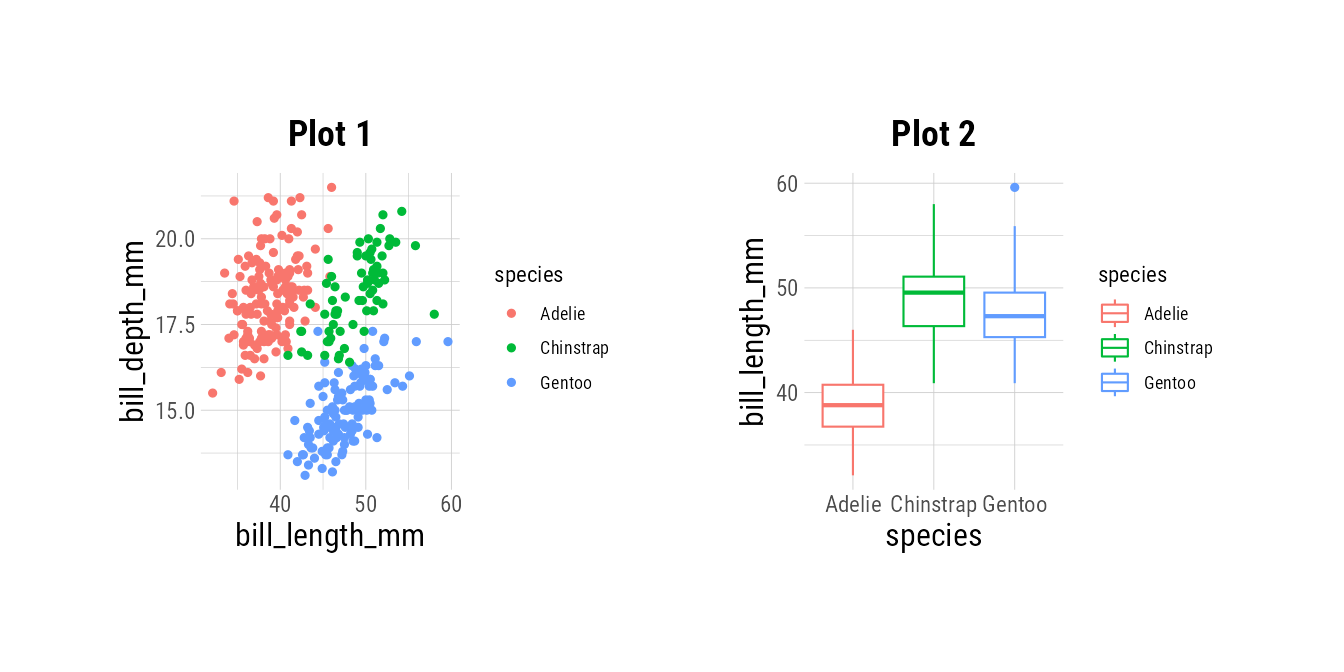 Plot 1
bill_depth_mm
20.0
17.5
15.0
40 50 60
bill_length_mm
species
Adelie
Chinstrap
Gentoo
Plot 2
bill_length_mm
60
50
40
Adelie Chinstrap Gentoo
species
species
Adelie
Chinstrap
Gentoo